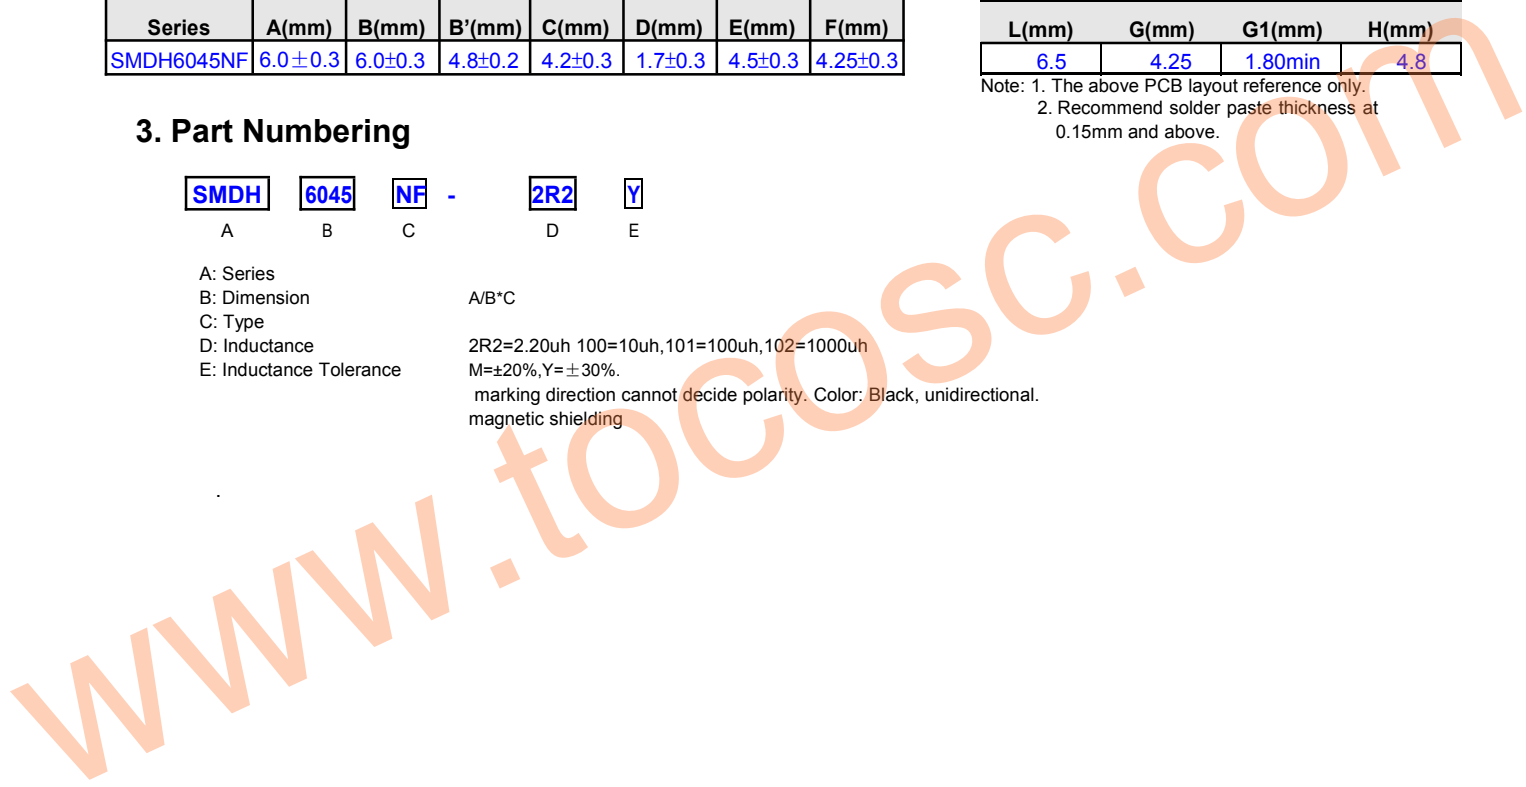 Series A(mm) B(mm) B’(mm) C(mm) D(mm) E(mm) F(mm)
SMDH6045NF 6.0±0.3 6.0±0.3 4.8±0.2 4.2±0.3 1.7±0.3 4.5±0.3 4.25±0.3
L(mm) G(mm) G1(mm) H(mm)
6.5 4.25 1.80min 4.8
Note: 1. The above PCB layout reference only.
2. Recommend solder paste thickness at
0.15mm and above.
3. Part Numbering
SMDH 6045 NF - 2R2 Y
A B C D E
A: Series
B: Dimension A/B*C
C: Type
D: Inductance 2R2=2.20uh 100=10uh,101=100uh,102=1000uh
E: Inductance Tolerance M=±20%,Y=±30%.
marking direction cannot decide polarity. Color: Black, unidirectional.
magnetic shielding
.
www.tocosc.com